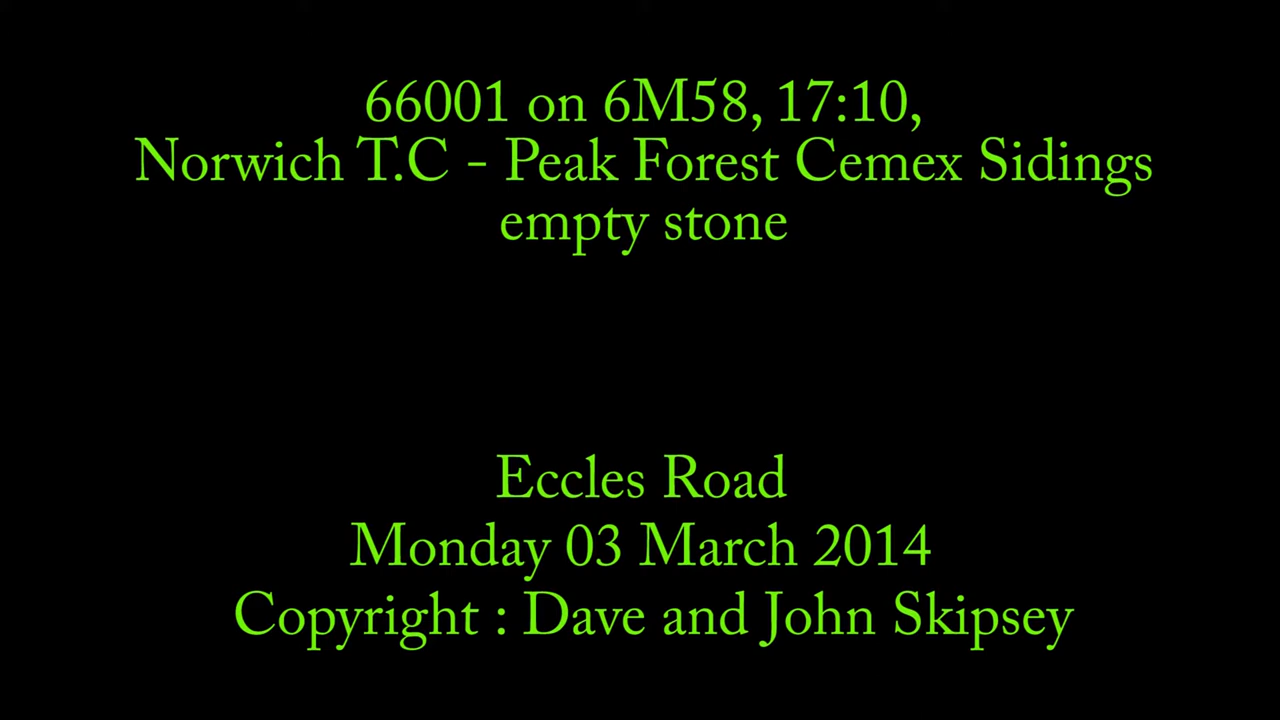 66001 on 6M58, 17:10,
Norwich T.C - Peak Forest Cemex Sidings
empty stone
Eccles Road
Monday 03 March 2014
Copyright : Dave and John Skipsey